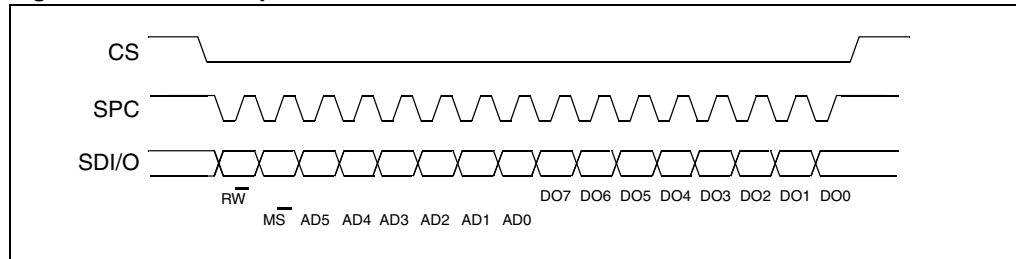 CS
SPC
SDI/O
RW
DO7 DO6 DO5 DO4 DO3 DO2 DO1 DO0
MS AD5 AD4 AD3 AD2 AD1 AD0